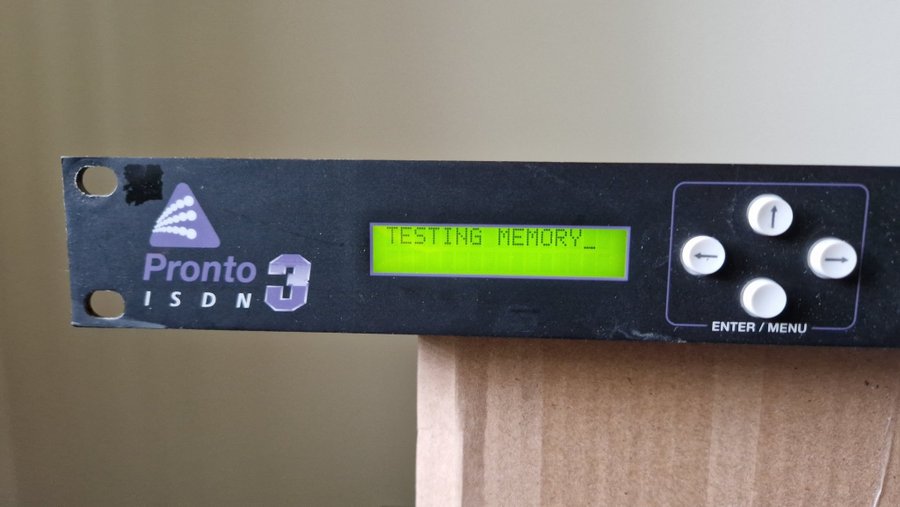 Pronto 3
ISDN
TESTING MEMORY_
ENTER / MENU